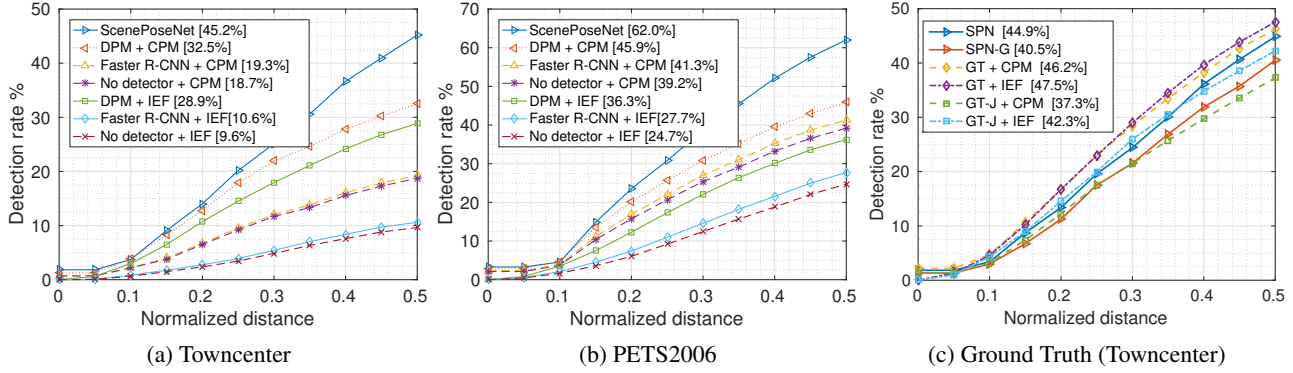 50
40
30
20
10
0
Detection rate %
ScenePoseNet [45.2%]
DPM + CPM [32.5%]
Faster R-CNN + CPM [19.3%]
No detector + CPM [18.7%]
DPM + IEF [28.9%]
Faster R-CNN + IEF[10.6%]
No detector + IEF [9.6%]
0 0.1 0.2 0.3 0.4 0.5
Normalized distance
(a) Towncenter
70
60
50
40
30
20
10
0
Detection rate %
ScenePoseNet [62.0%]
DPM + CPM [45.9%]
Faster R-CNN + CPM [41.3%]
No detector + CPM [39.2%]
DPM + IEF [36.3%]
Faster R-CNN + IEF[27.7%]
No detector + IEF [24.7%]
0 0.1 0.2 0.3 0.4 0.5
Normalized distance
(b) PETS2006
50
40
30
20
10
0
Detection rate %
SPN [44.9%]
SPN-G [40.5%]
GT + CPM [46.2%]
GT + IEF [47.5%]
GT-J + CPM [37.3%]
GT-J + IEF [42.3%]
0 0.1 0.2 0.3 0.4 0.5
Normalized distance
(c) Ground Truth (Towncenter)